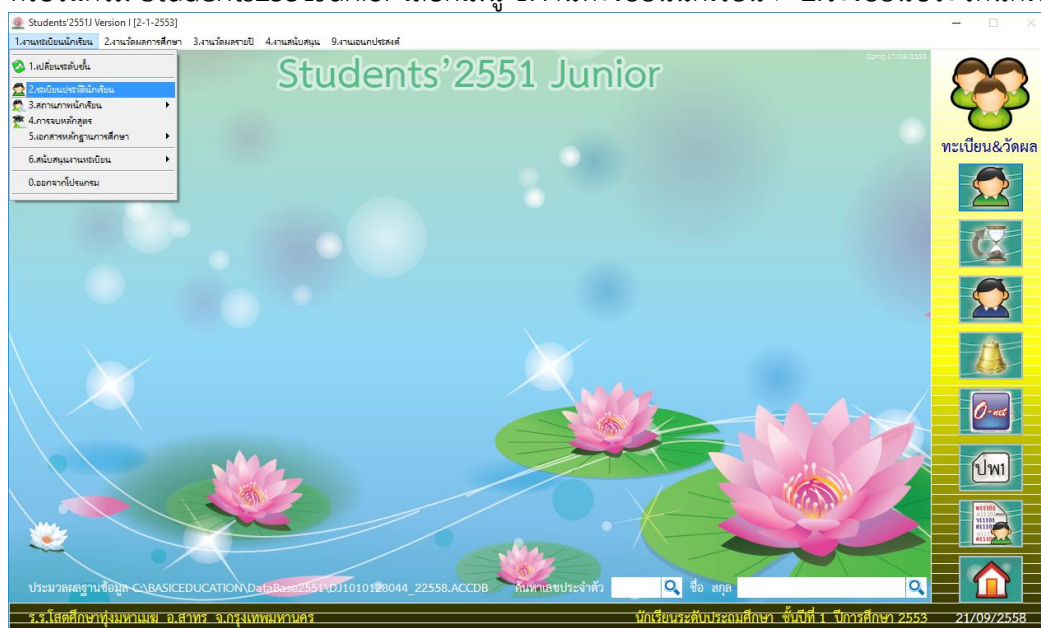 Students'2551J Version I [2-1-2553]
1.งานทะเบียนนักเรียน 2.งานวัดผลการศึกษา 3.งานวัดผลรายปี 4.งานสนับสนุน 9.งานเอนกประสงค์
1.เปลี่ยนระดับชั้น
2.ระเบียนประวัตินักเรียน
3.สถานภาพนักเรียน
4.การจบหลักสูตร
5.เอกสารหลักฐานการศึกษา
6.สนับสนุนงานทะเบียน
0.ออกจากโปรแกรม
Students'2551 Junior
Comp.17/09/2558
ทะเบียน&วัดผล
O-net
ปพ1
ประมวลผลฐานข้อมูล C:\BASICEDUCATION\DataBase2551\DJ1010128044_22558.ACCDB ค้นหาเลขประจำตัว ชื่อ สกุล
ร.ร.โสตศึกษาทุ่งมหาเมฆ อ.สาทร จ.กรุงเทพมหานคร นักเรียนระดับประถมศึกษา ชั้นปีที่ 1 ปีการศึกษา 2553 21/09/2558